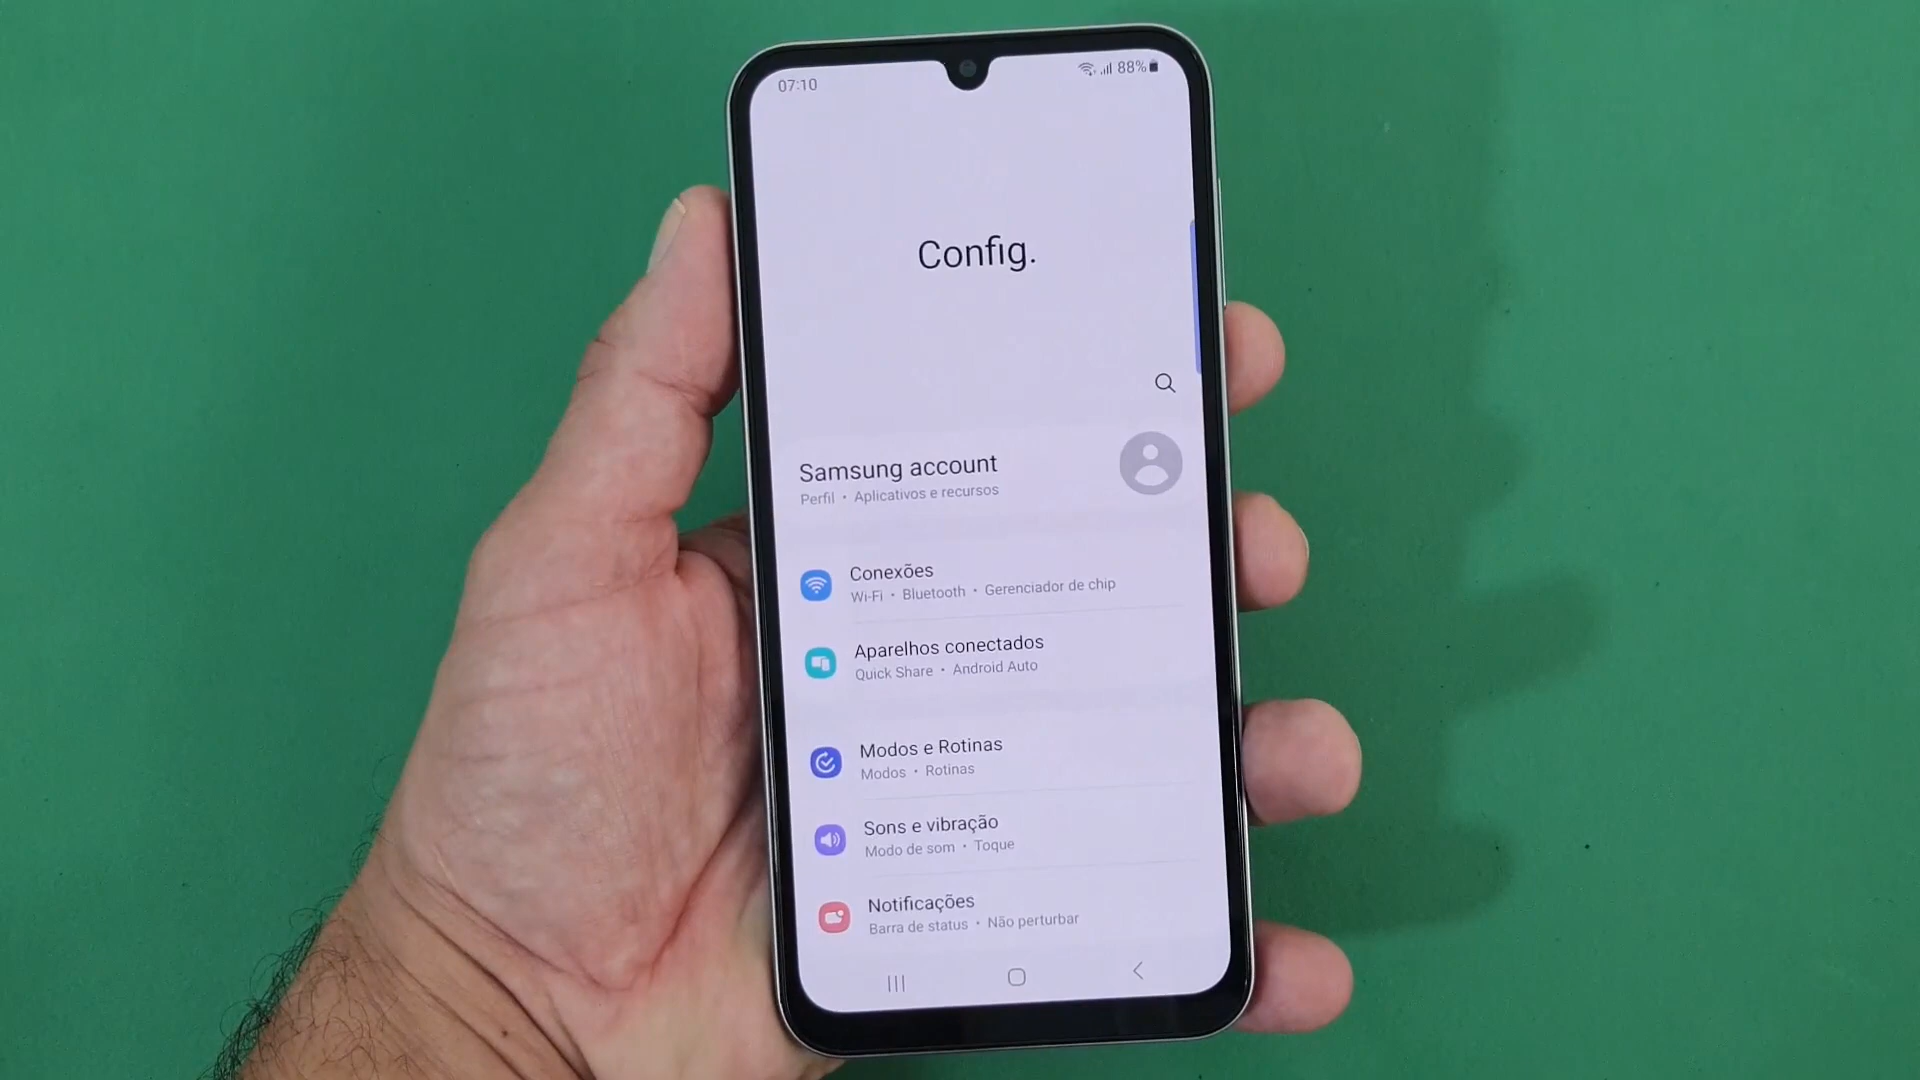 07:10
88%
Config.
Samsung account
Perfil • Aplicativos e recursos
Conexões
Wi-Fi • Bluetooth • Gerenciador de chip
Aparelhos conectados
Quick Share • Android Auto
Modos e Rotinas
Modos • Rotinas
Sons e vibração
Modo de som • Toque
Notificações
Barra de status • Não perturbar